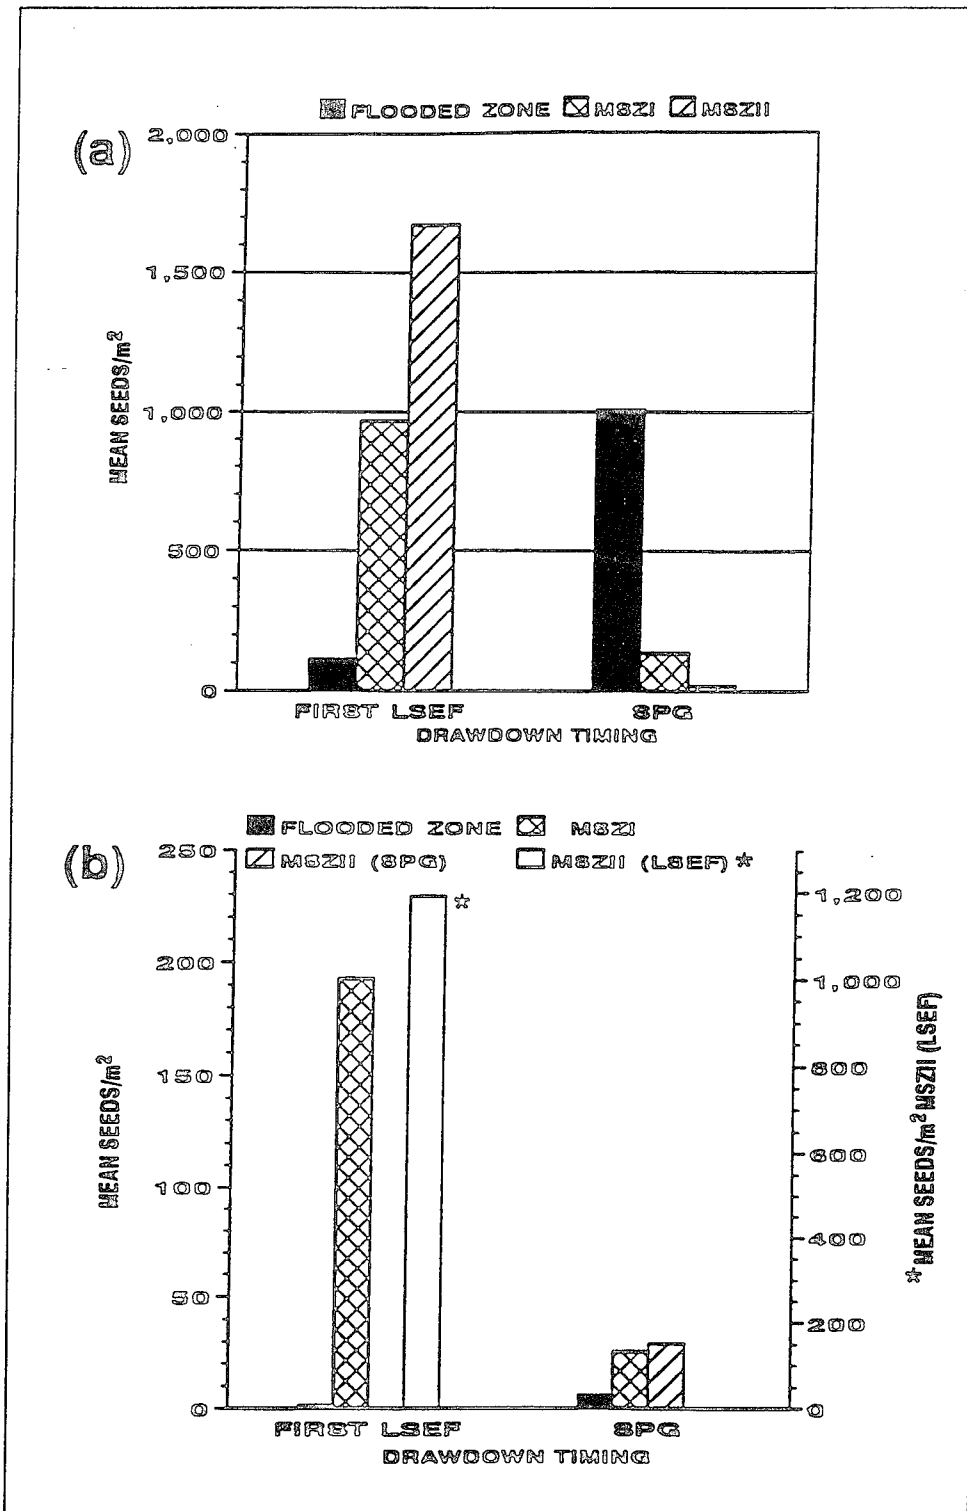 FLOODED ZONE MSZI MSZII
(a)
2,000
1,500
1,000
500
0
MEAN SEEDS/m²
FIRST LSEF SPG
DRAWDOWN TIMING
FLOODED ZONE MSZI
MSZII (SPG) MSZII (LSEF) ☆
(b)
250
200
150
100
50
0
MEAN SEEDS/m²
☆
1,200
1,000
800
600
400
200
0
☆MEAN SEEDS/m² MSZII (LSEF)
FIRST LSEF SPG
DRAWDOWN TIMING